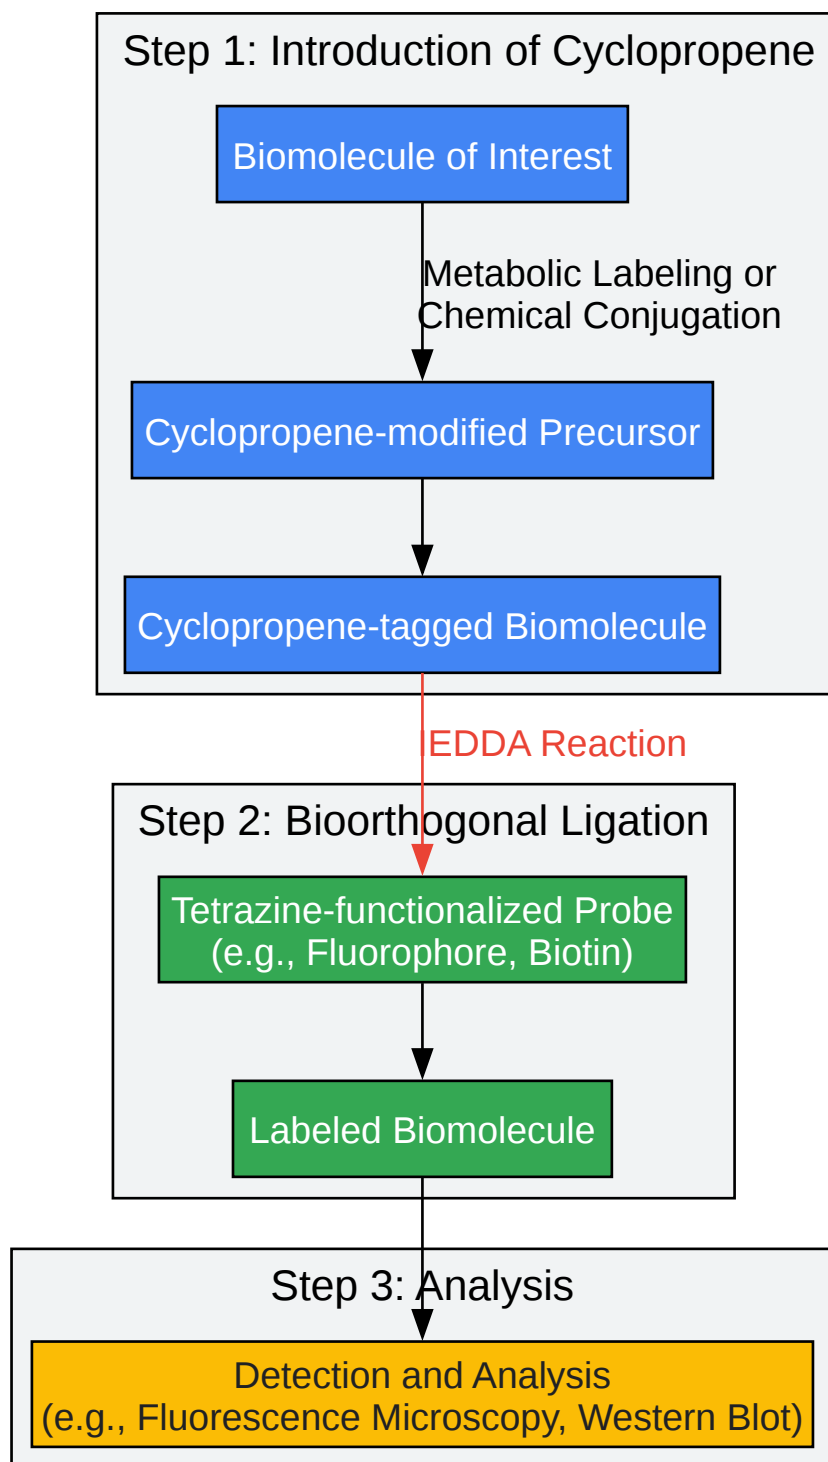 Step 1: Introduction of Cyclopropene
Biomolecule of Interest
Metabolic Labeling or
Chemical Conjugation
Cyclopropene-modified Precursor
Cyclopropene-tagged Biomolecule
IEDDA Reaction
Step 2: Bioorthogonal Ligation
Tetrazine-functionalized Probe
(e.g., Fluorophore, Biotin)
Labeled Biomolecule
Step 3: Analysis
Detection and Analysis
(e.g., Fluorescence Microscopy, Western Blot)